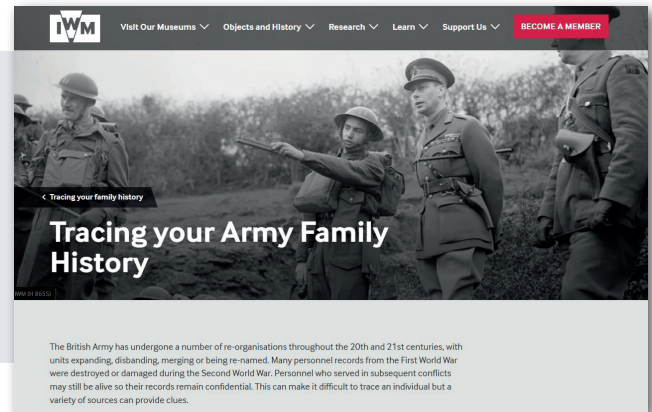 IWM
Visit Our Museums
Objects and History
Research
Learn
Support Us
BECOME A MEMBER
< Tracing your family history
Tracing your Army Family
History
The British Army has undergone a number of re-organisations throughout the 20th and 21st centuries, with
units expanding, disbanding, merging or being re-named. Many personnel records from the First World War
were destroyed or damaged during the Second World War. Personnel who served in subsequent conflicts
may still be alive so their records remain confidential. This can make it difficult to trace an individual but a
variety of sources can provide clues.